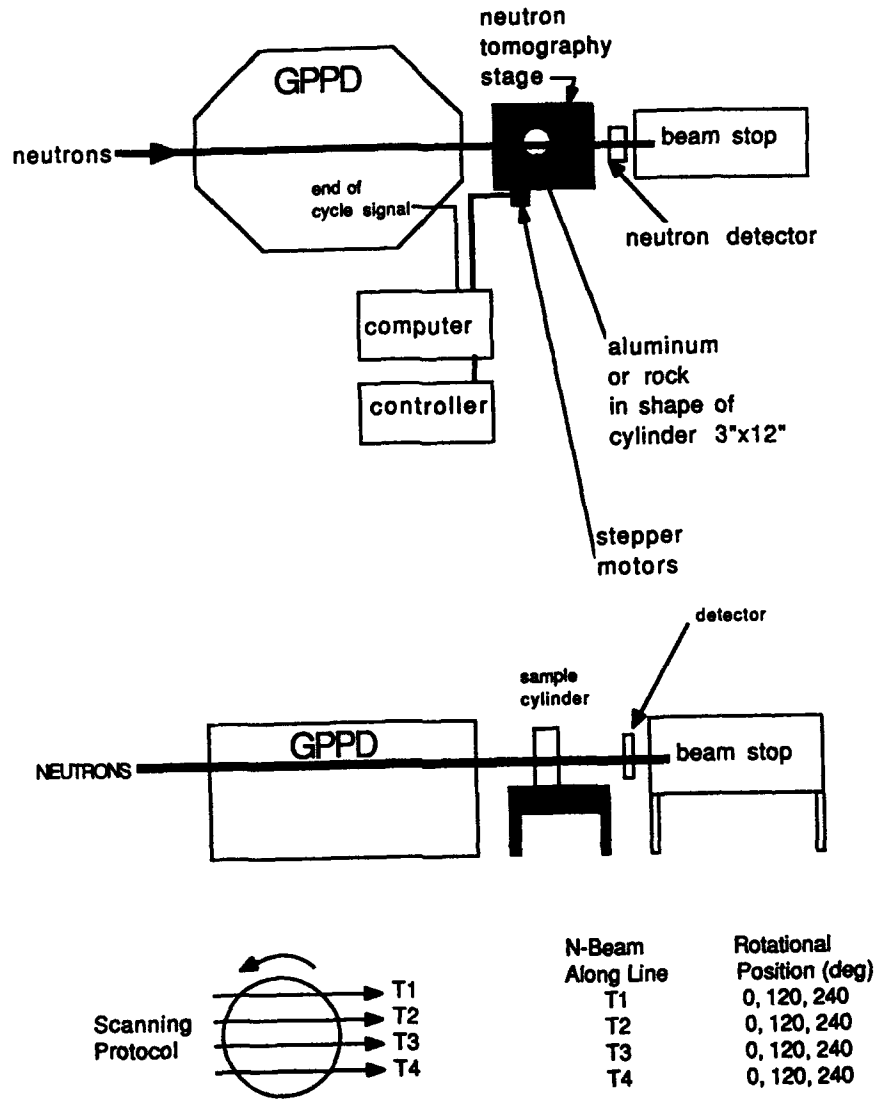 neutron
tomography
stage
GPPD
neutrons
beam stop
end of
cycle signal
neutron detector
computer
controller
aluminum
or rock
in shape of
cylinder 3"x12"
stepper
motors
detector
sample
cylinder
GPPD
NEUTRONS
beam stop
N-Beam
Along Line
Rotational
Position (deg)
Scanning
Protocol
T1
T2
T3
T4
T1 0, 120, 240
T2 0, 120, 240
T3 0, 120, 240
T4 0, 120, 240